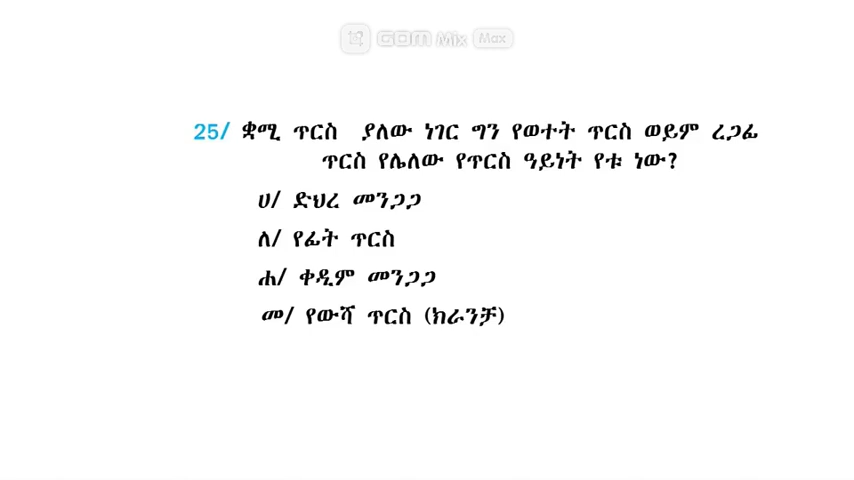 GOM Mix Max
25/ ቋሚ ጥርስ ያለው ነገር ግን የወተት ጥርስ ወይም ረጋፊ
ጥርስ የሌለው የጥርስ ዓይነት የቱ ነው?
ሀ/ ድህረ መንጋጋ
ለ/ የፊት ጥርስ
ሐ/ ቀዲም መንጋጋ
መ/ የውሻ ጥርስ (ክራንቻ)